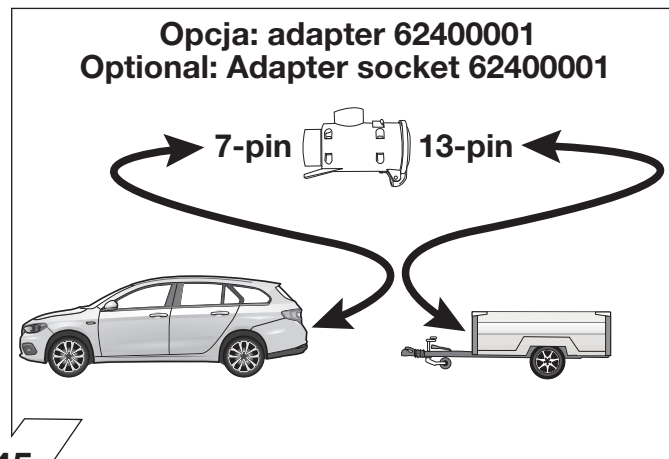 Opcja: adapter 62400001
Optional: Adapter socket 62400001
7-pin 13-pin